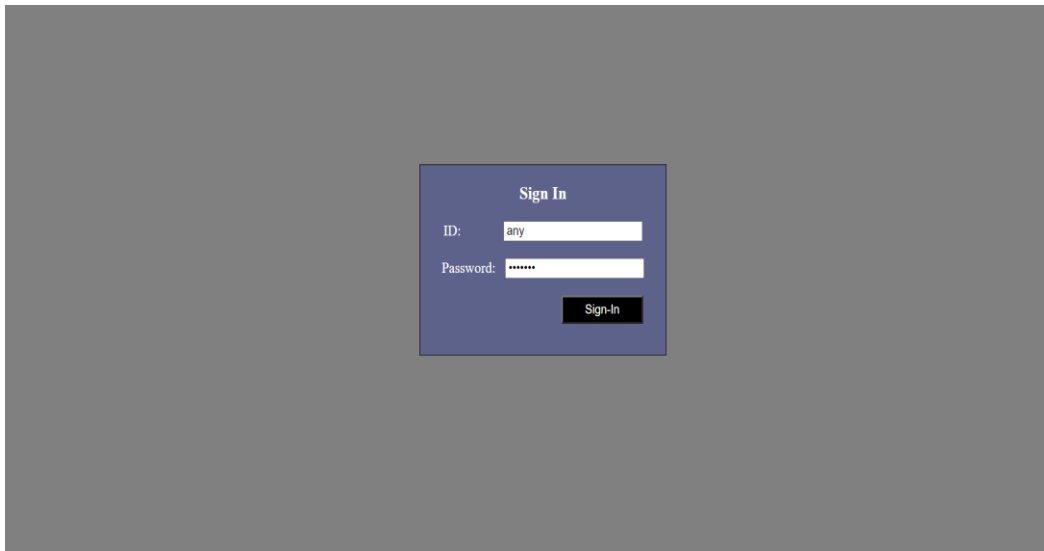 Sign In
ID: any
Password: •••••••
Sign-In